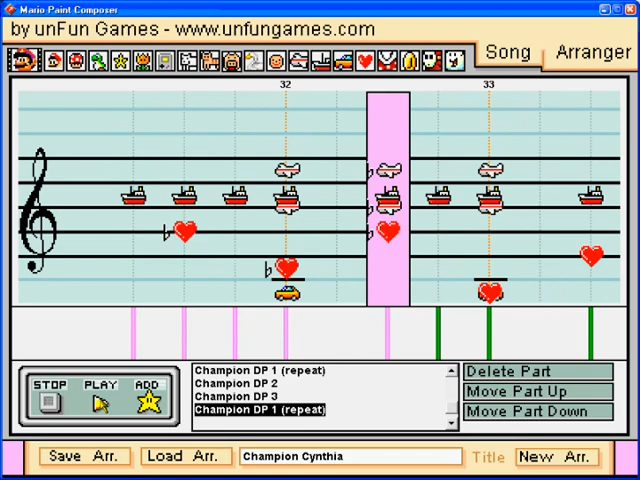 Mario Paint Composer
by unFun Games - www.unfungames.com
Song
Arranger
32
33
STOP
PLAY
ADD
Champion DP 1 (repeat)
Champion DP 2
Champion DP 3
Champion DP 1 (repeat)
Delete Part
Move Part Up
Move Part Down
Save Arr.
Load Arr.
Champion Cynthia
Title
New Arr.